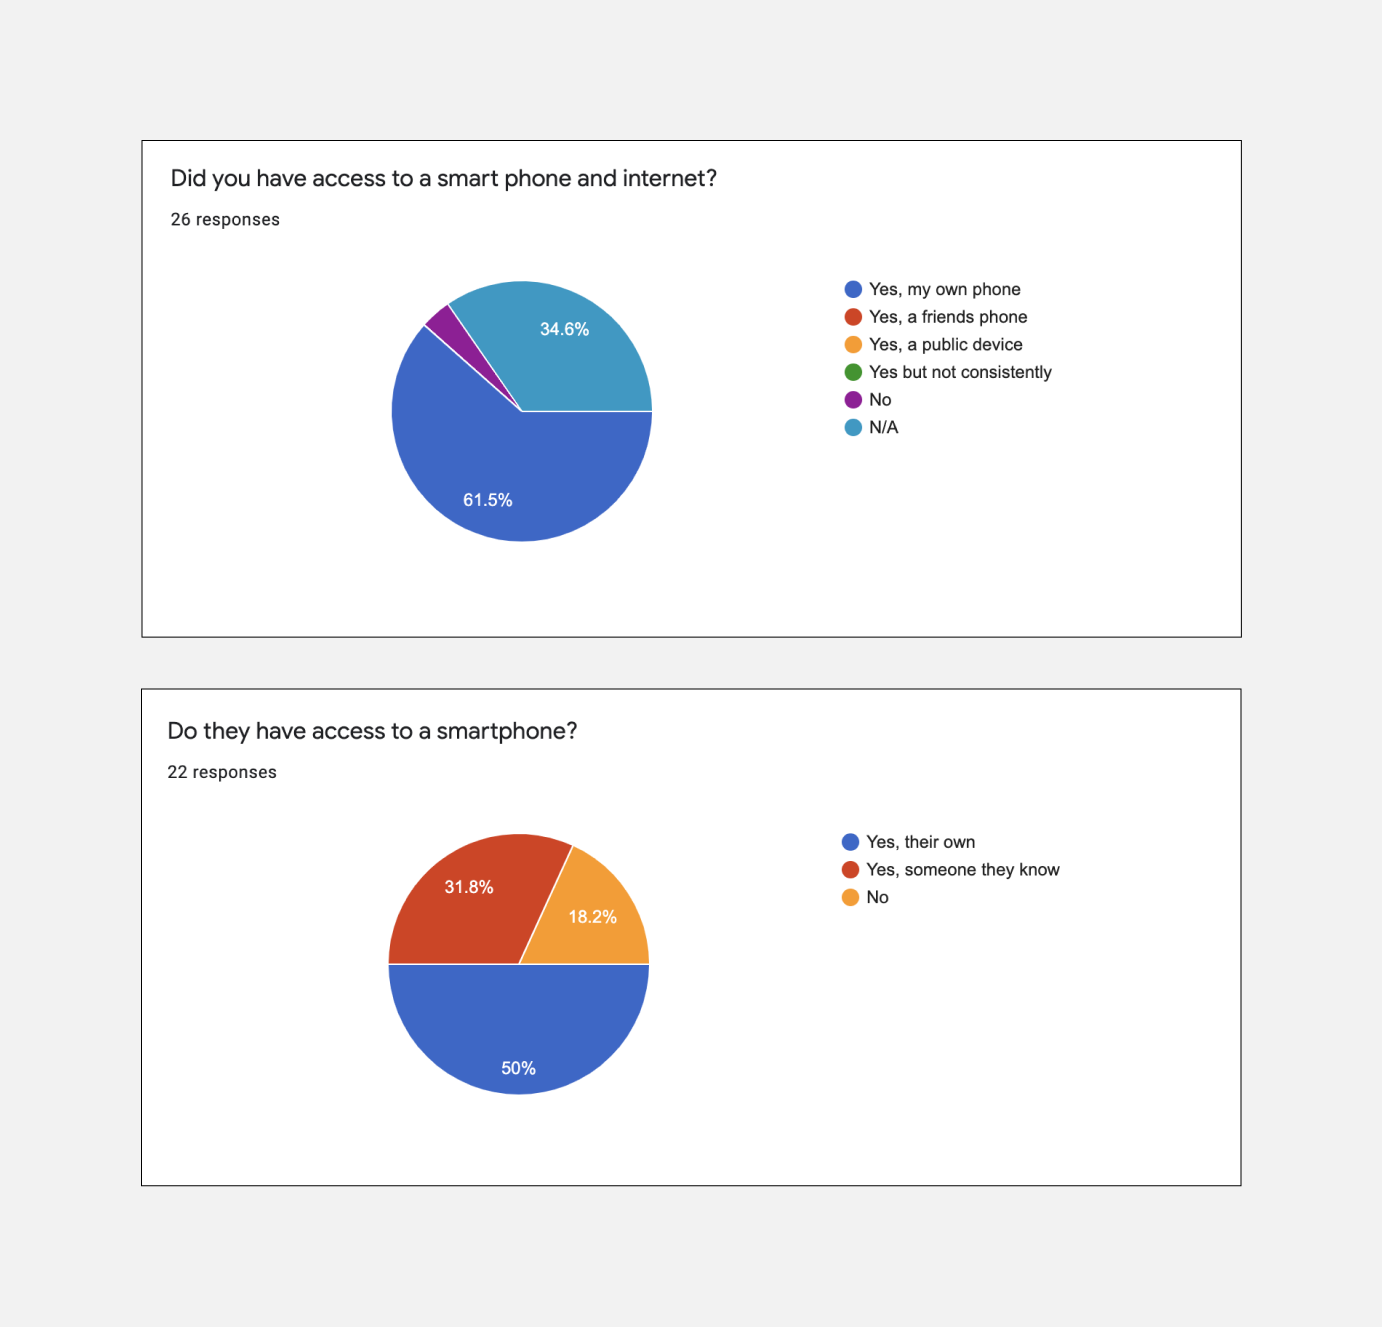 Did you have access to a smart phone and internet?
26 responses
34.6%
61.5%
Yes, my own phone
Yes, a friends phone
Yes, a public device
Yes but not consistently
No
N/A
Do they have access to a smartphone?
22 responses
31.8%
18.2%
50%
Yes, their own
Yes, someone they know
No